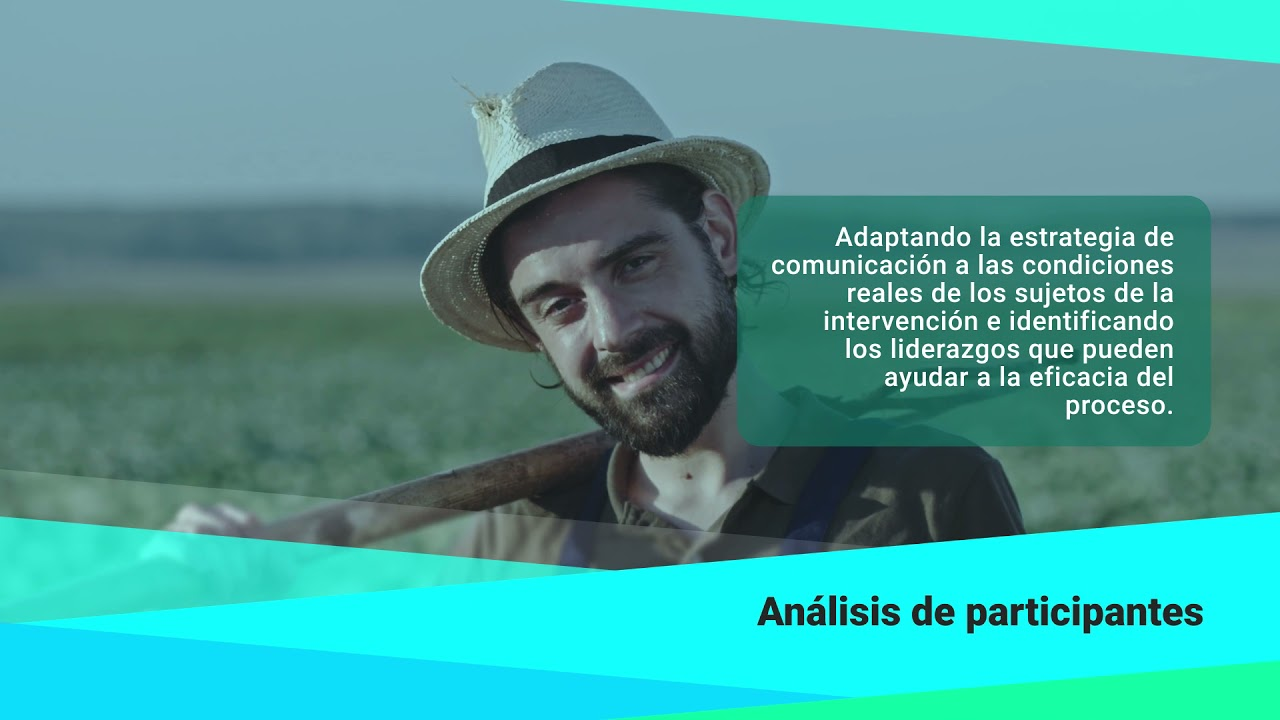 Adaptando la estrategia de
comunicación a las condiciones
reales de los sujetos de la
intervención e identificando
los liderazgos que pueden
ayudar a la eficacia del
proceso.
Análisis de participantes